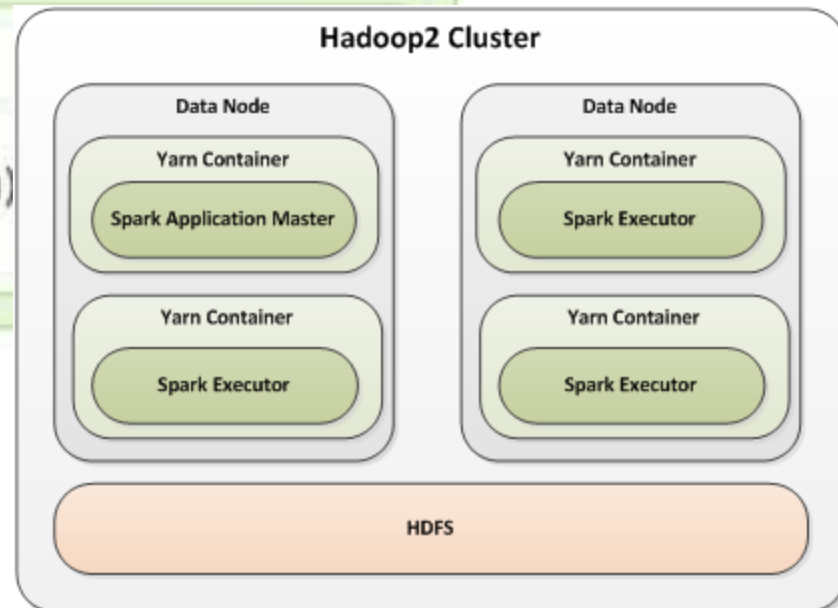 Hadoop2 Cluster
Data Node
Yarn Container
Spark Application Master
Yarn Container
Spark Executor
Data Node
Yarn Container
Spark Executor
Yarn Container
Spark Executor
HDFS
)